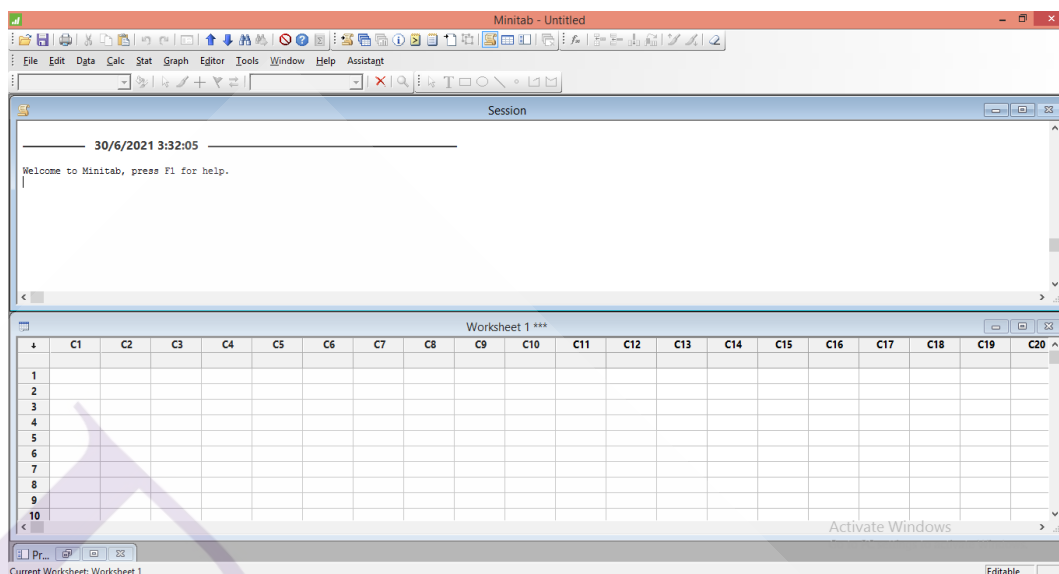 Minitab - Untitled
File Edit Data Calc Stat Graph Editor Tools Window Help Assistant
Session
30/6/2021 3:32:05
Welcome to Minitab, press F1 for help.
Worksheet 1 ***
C1 C2 C3 C4 C5 C6 C7 C8 C9 C10 C11 C12 C13 C14 C15 C16 C17 C18 C19 C20
1
2
3
4
5
6
7
8
9
10
Activate Windows
Pr...
Current Worksheet: Worksheet 1 Editable